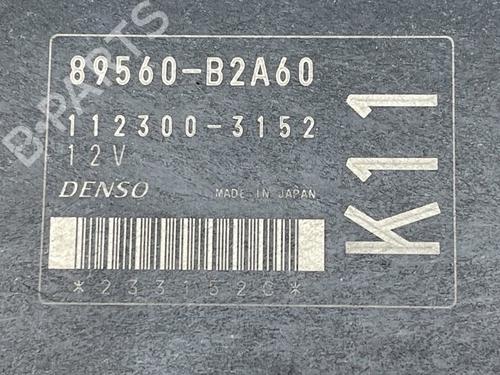 89560-B2A60
112300-3152
12V
DENSO MADE IN JAPAN
*2331526*
K11
B-PARTS